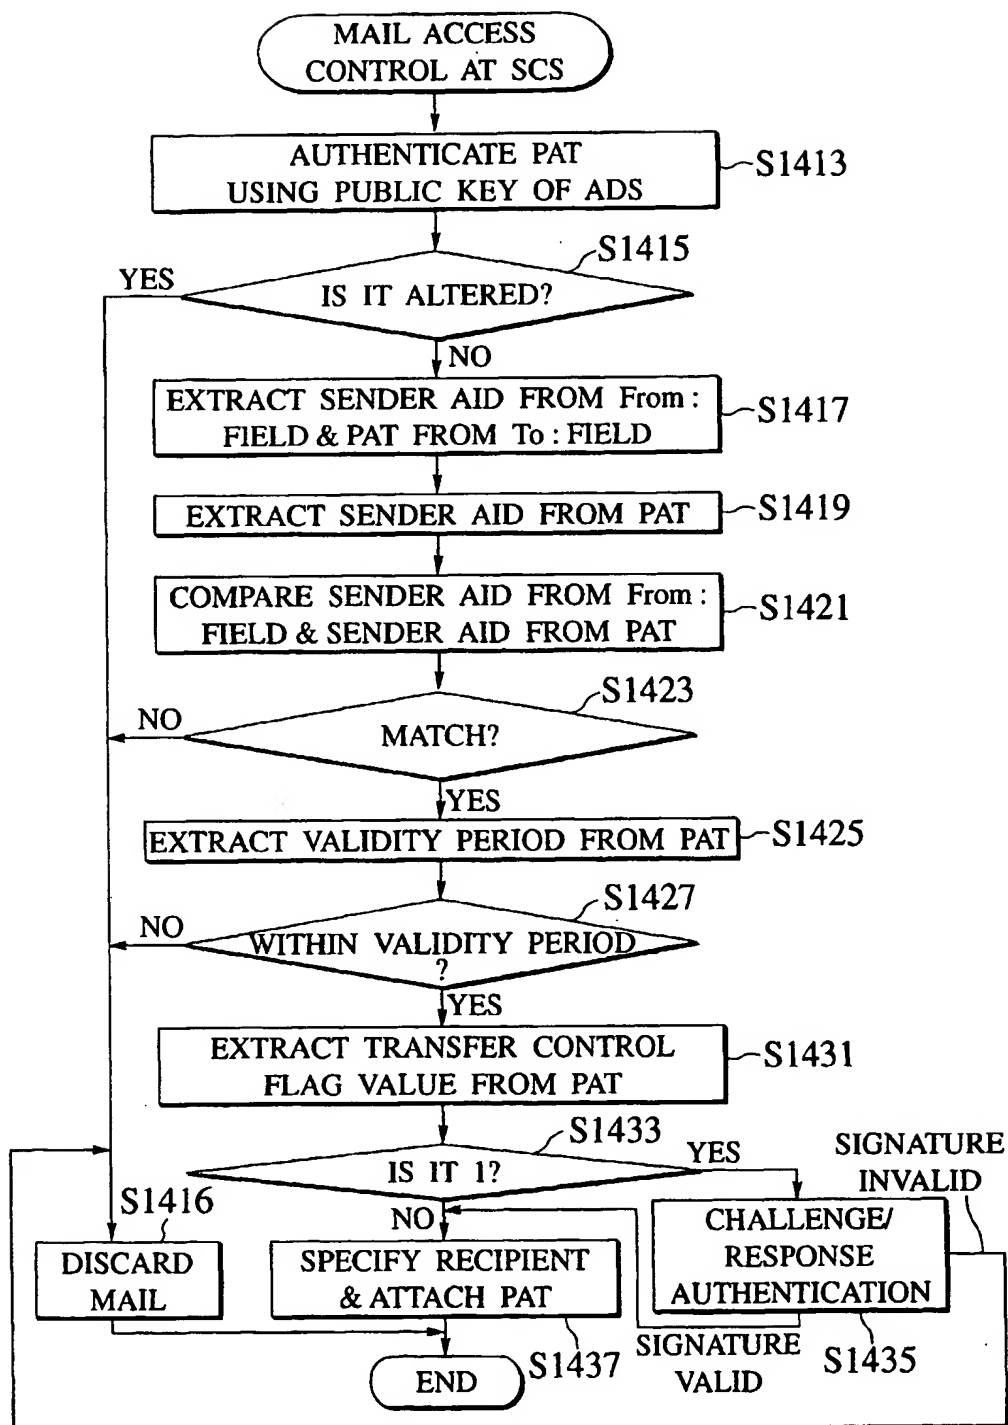 MAIL ACCESS
CONTROL AT SCS
AUTHENTICATE PAT
USING PUBLIC KEY OF ADS
S1413
S1415
YES
IS IT ALTERED?
NO
EXTRACT SENDER AID FROM From :
FIELD & PAT FROM To : FIELD
S1417
EXTRACT SENDER AID FROM PAT
S1419
COMPARE SENDER AID FROM From :
FIELD & SENDER AID FROM PAT
S1421
S1423
NO
MATCH?
YES
EXTRACT VALIDITY PERIOD FROM PAT
S1425
S1427
NO
WITHIN VALIDITY PERIOD
?
YES
EXTRACT TRANSFER CONTROL
FLAG VALUE FROM PAT
S1431
S1433
IS IT 1?
YES
SIGNATURE
INVALID
S1416
NO
DISCARD
MAIL
SPECIFY RECIPIENT
& ATTACH PAT
CHALLENGE/
RESPONSE
AUTHENTICATION
S1437
SIGNATURE
VALID
S1435
END